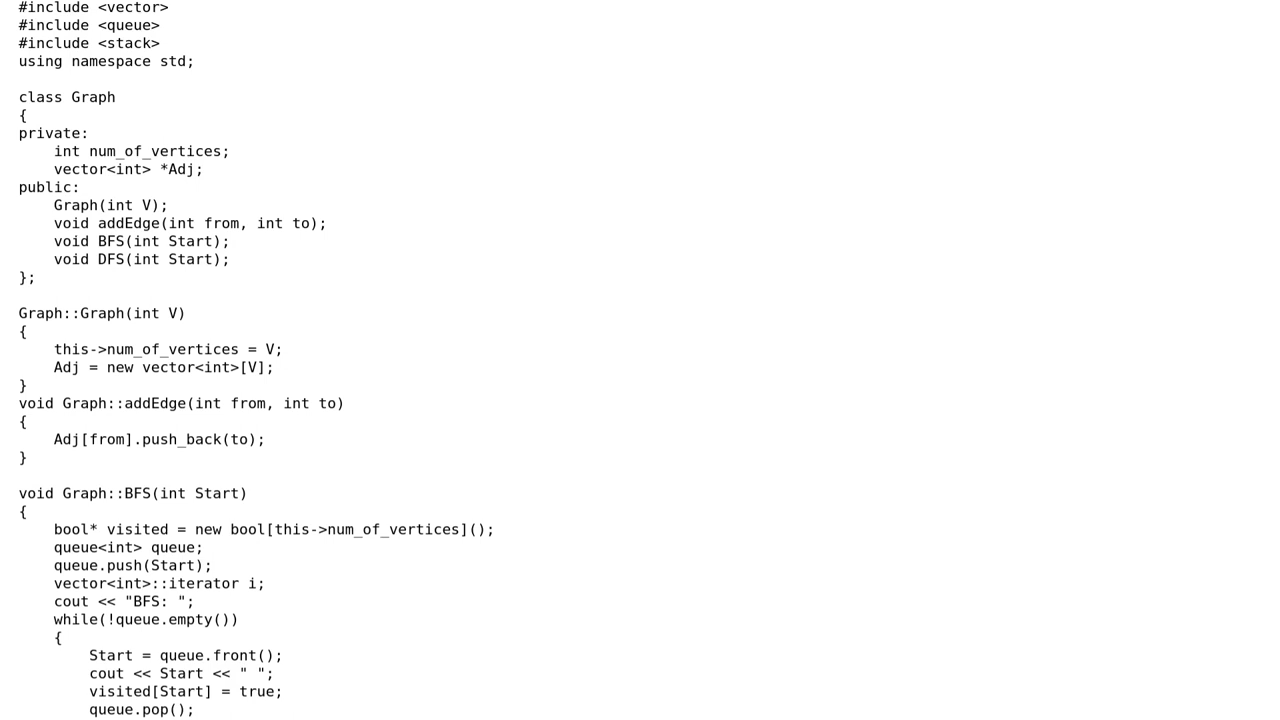 #include <vector>
#include <queue>
#include <stack>
using namespace std;

class Graph
{
private:
    int num_of_vertices;
    vector<int> *Adj;
public:
    Graph(int V);
    void addEdge(int from, int to);
    void BFS(int Start);
    void DFS(int Start);
};

Graph::Graph(int V)
{
    this->num_of_vertices = V;
    Adj = new vector<int>[V];
}
void Graph::addEdge(int from, int to)
{
    Adj[from].push_back(to);
}

void Graph::BFS(int Start)
{
    bool* visited = new bool[this->num_of_vertices]();
    queue<int> queue;
    queue.push(Start);
    vector<int>::iterator i;
    cout << "BFS: ";
    while(!queue.empty())
    {
        Start = queue.front();
        cout << Start << " ";
        visited[Start] = true;
        queue.pop();